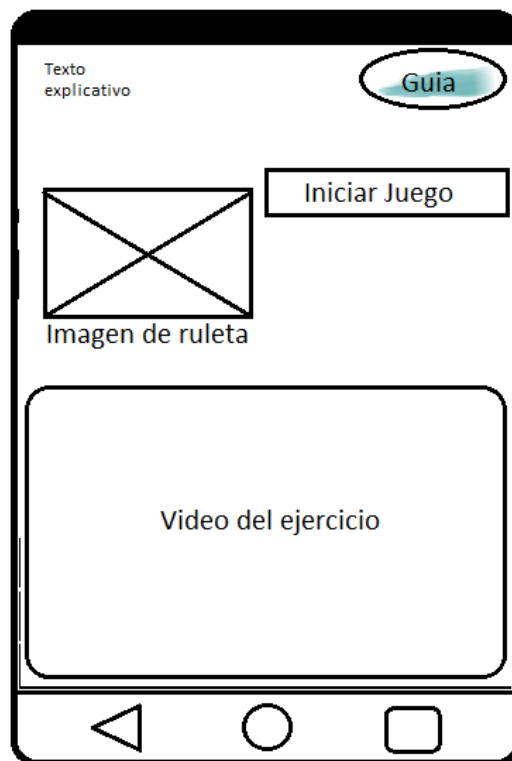 Texto
explicativo
Guia
Iniciar Juego
Imagen de ruleta
Video del ejercicio